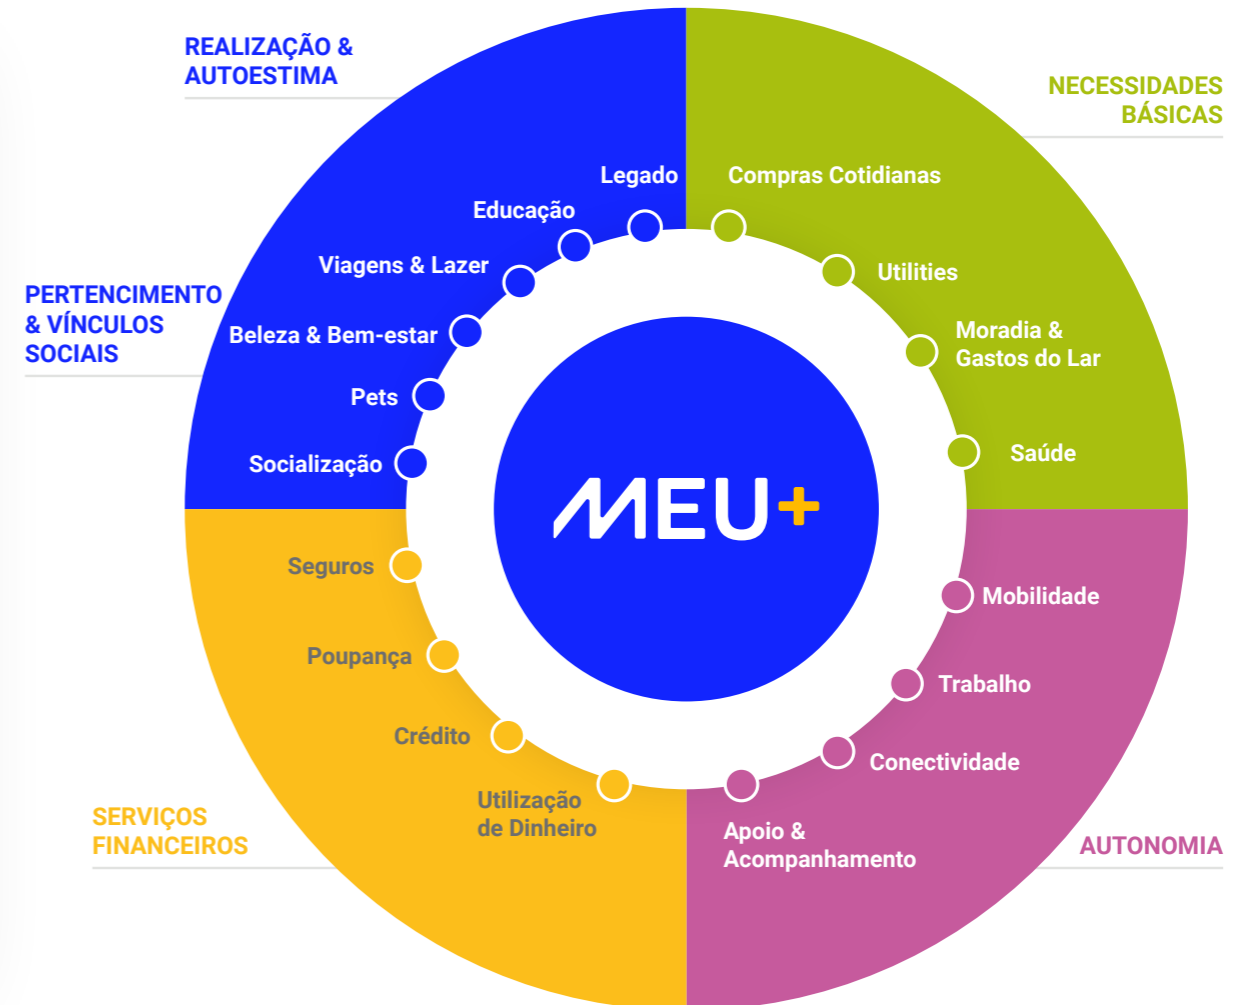 REALIZAÇÃO &
AUTOESTIMA
NECESSIDADES
BÁSICAS
Legado
Compras Cotidianas
Educação
Viagens & Lazer
Utilities
PERTENCIMENTO
& VÍNCULOS
SOCIAIS
Beleza & Bem-estar
Moradia &
Gastos do Lar
Pets
Socialização
Saúde
MEU+
Seguros
Mobilidade
Poupança
Trabalho
Crédito
Conectividade
Utilização
de Dinheiro
Apoio &
Acompanhamento
SERVIÇOS
FINANCEIROS
AUTONOMIA